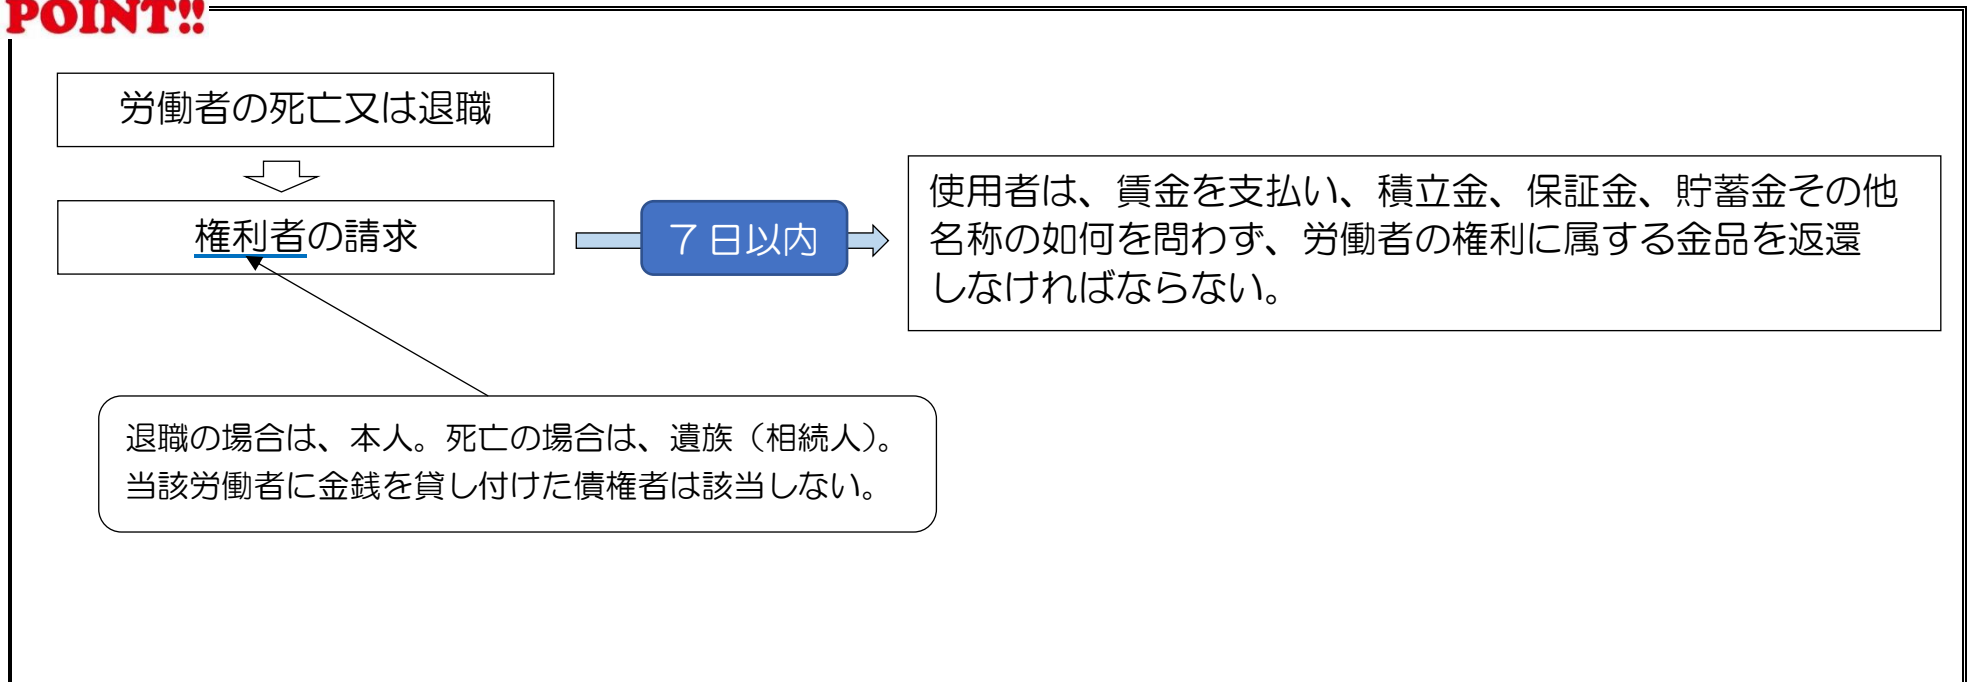 POINT!!
労働者の死亡又は退職
権利者の請求
7日以内
使用者は、賃金を支払い、積立金、保証金、貯蓄金その他
名称の如何を問わず、労働者の権利に属する金品を返還
しなければならない。
退職の場合は、本人。死亡の場合は、遺族（相続人）。
当該労働者に金銭を貸し付けた債権者は該当しない。